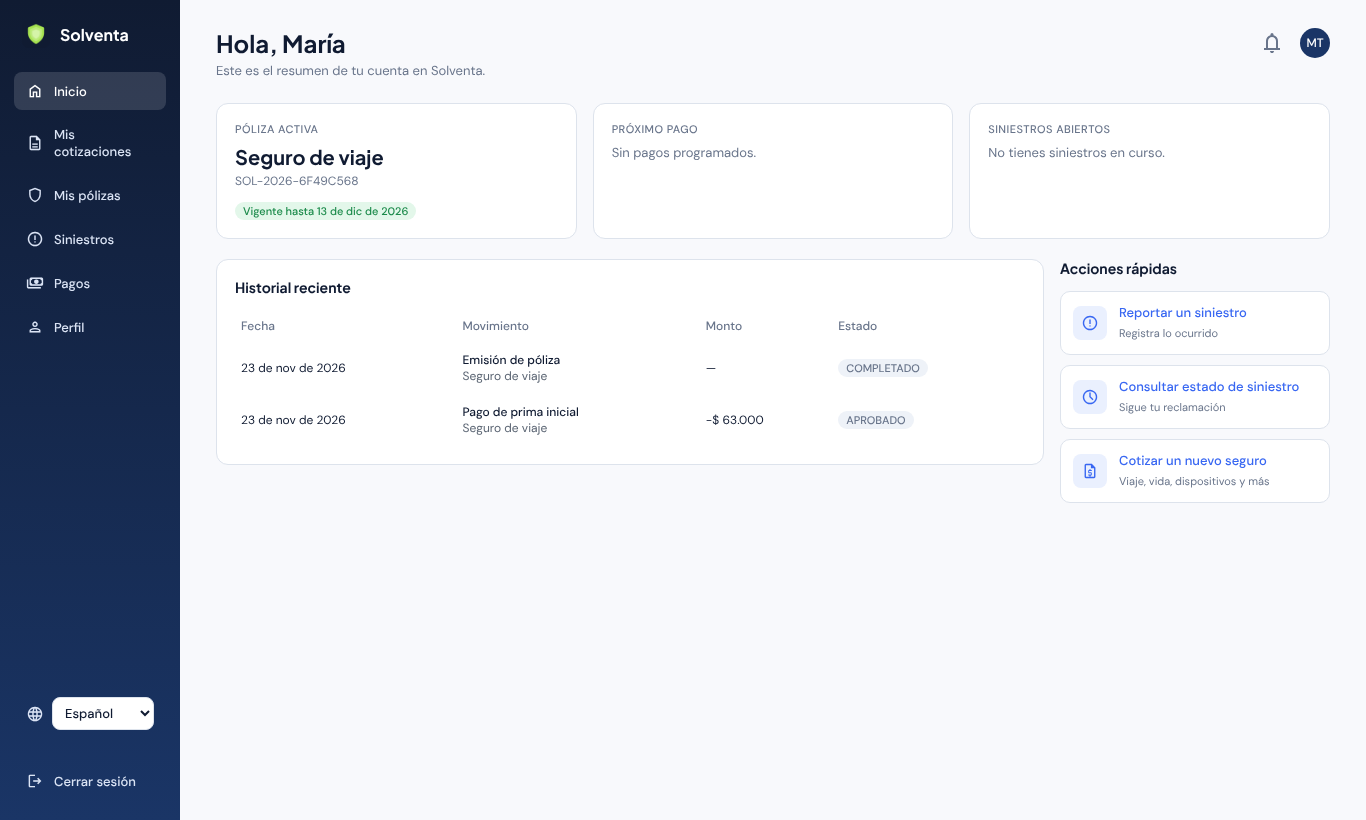 Solventa
Inicio
Mis
cotizaciones
Mis pólizas
Siniestros
Pagos
Perfil
Español
Cerrar sesión
Hola, María
Este es el resumen de tu cuenta en Solventa.
MT
PÓLIZA ACTIVA
Seguro de viaje
SOL-2026-6F49C568
Vigente hasta 13 de dic de 2026
PRÓXIMO PAGO
Sin pagos programados.
SINIESTROS ABIERTOS
No tienes siniestros en curso.
Historial reciente
Fecha Movimiento Monto Estado
23 de nov de 2026 Emisión de póliza — COMPLETADO
Seguro de viaje
23 de nov de 2026 Pago de prima inicial -$ 63.000 APROBADO
Seguro de viaje
Acciones rápidas
Reportar un siniestro
Registra lo ocurrido
Consultar estado de siniestro
Sigue tu reclamación
Cotizar un nuevo seguro
Viaje, vida, dispositivos y más